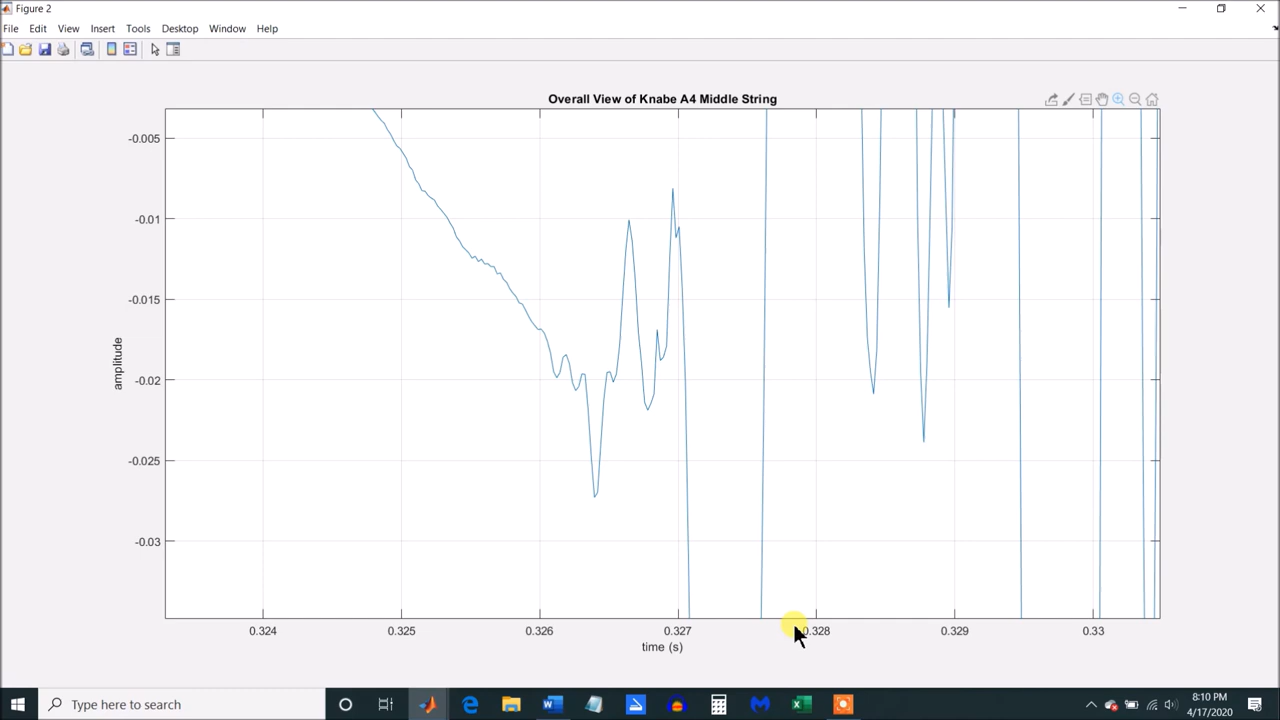 Figure 2
File Edit View Insert Tools Desktop Window Help
Overall View of Knabe A4 Middle String
-0.005
-0.01
-0.015
-0.02
-0.025
-0.03
amplitude
0.324 0.325 0.326 0.327 0.328 0.329 0.33
time (s)
Type here to search
8:10 PM
4/17/2020